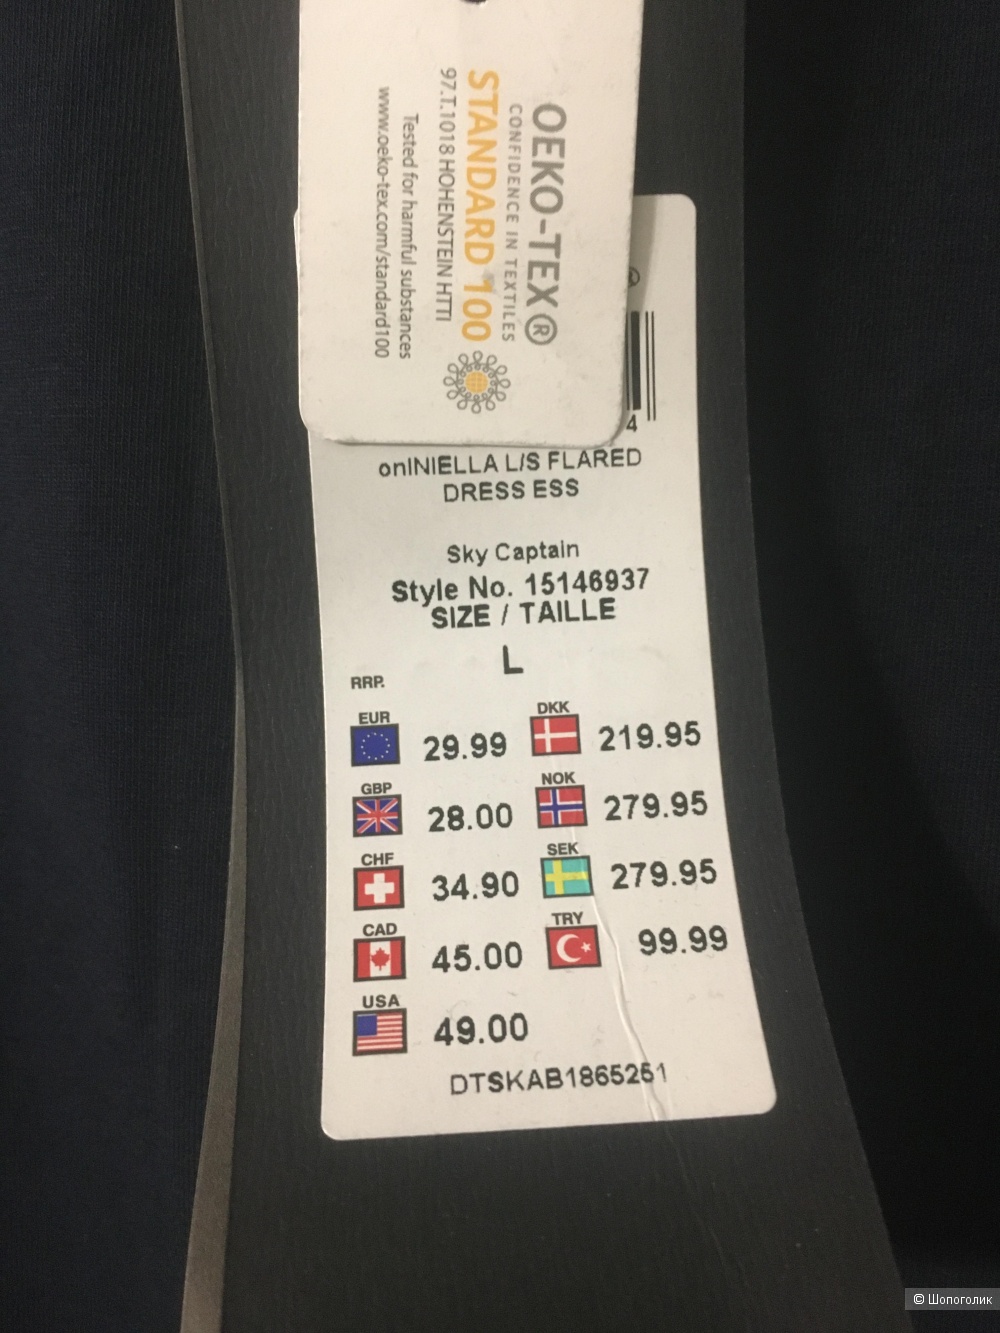 OEKO-TEX®
CONFIDENCE IN TEXTILES
STANDARD 100
97.T.1018 HOHENSTEIN HTTI
Tested for harmful substances
www.oeko-tex.com/standard100
4
onlNIELLA L/S FLARED
DRESS ESS
Sky Captain
Style No. 15146937
SIZE / TAILLE
L
RRP.
EUR 29.99 DKK 219.95
GBP 28.00 NOK 279.95
CHF 34.90 SEK 279.95
CAD 45.00 TRY 99.99
USA 49.00
DTSKAB1865251
© Шопоголик